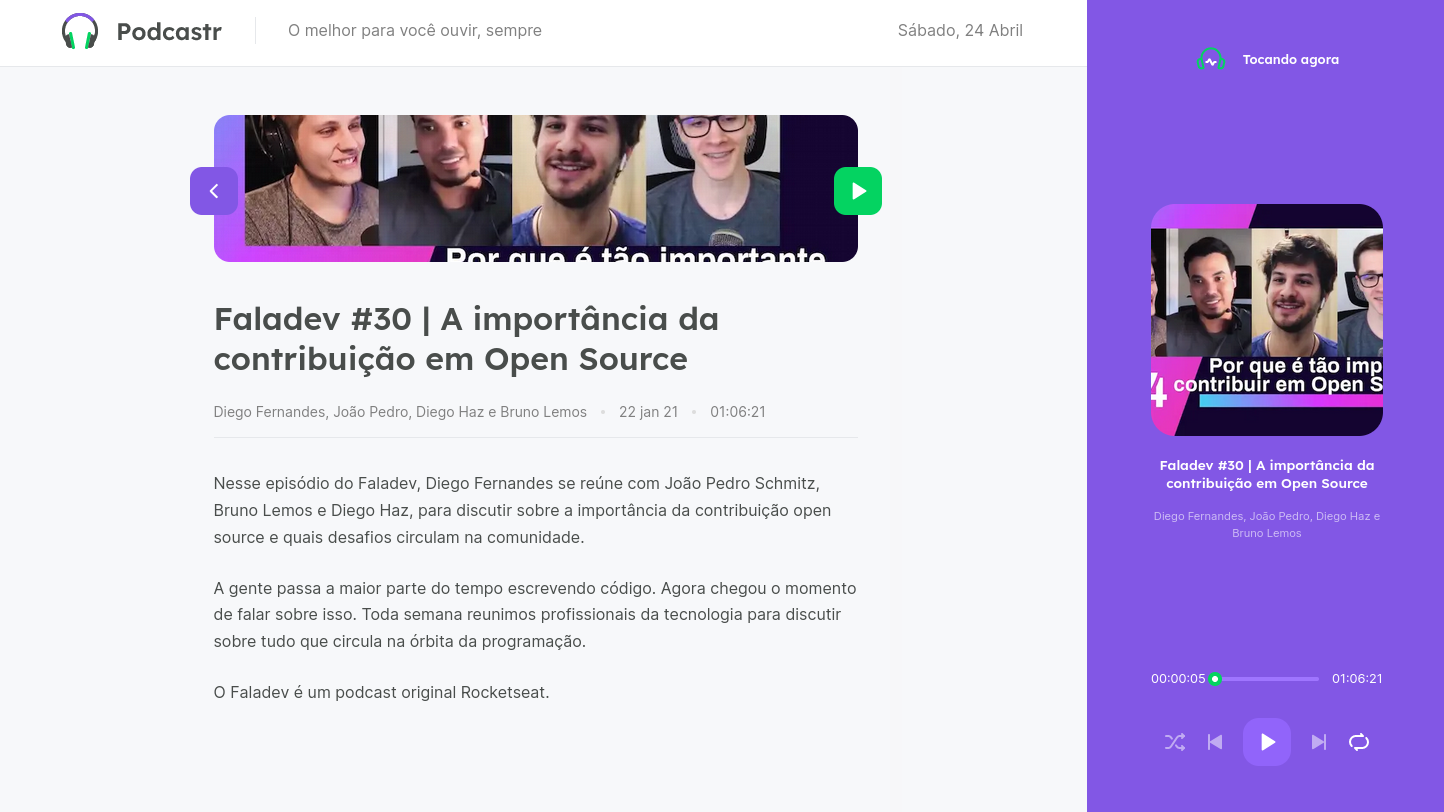 Podcastr
O melhor para você ouvir, sempre
Sábado, 24 Abril
Por que é tão importante
Faladev #30 | A importância da
contribuição em Open Source
Diego Fernandes, João Pedro, Diego Haz e Bruno Lemos • 22 jan 21 • 01:06:21
Nesse episódio do Faladev, Diego Fernandes se reúne com João Pedro Schmitz,
Bruno Lemos e Diego Haz, para discutir sobre a importância da contribuição open
source e quais desafios circulam na comunidade.
A gente passa a maior parte do tempo escrevendo código. Agora chegou o momento
de falar sobre isso. Toda semana reunimos profissionais da tecnologia para discutir
sobre tudo que circula na órbita da programação.
O Faladev é um podcast original Rocketseat.
Tocando agora
Por que é tão imp
4 contribuir em Open S
Faladev #30 | A importância da
contribuição em Open Source
Diego Fernandes, João Pedro, Diego Haz e
Bruno Lemos
00:00:05 01:06:21